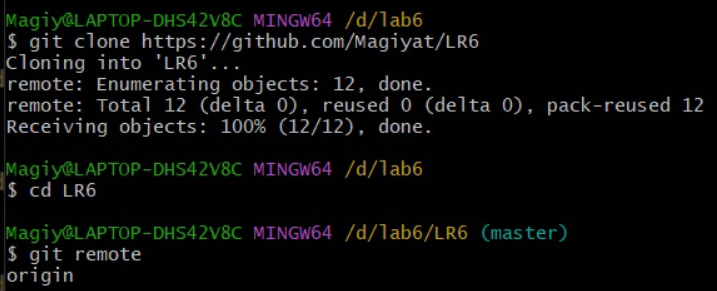 Magiy@LAPTOP-DHS42V8C MINGW64 /d/lab6
$ git clone https://github.com/Magiyat/LR6
Cloning into 'LR6'...
remote: Enumerating objects: 12, done.
remote: Total 12 (delta 0), reused 0 (delta 0), pack-reused 12
Receiving objects: 100% (12/12), done.
Magiy@LAPTOP-DHS42V8C MINGW64 /d/lab6
$ cd LR6
Magiy@LAPTOP-DHS42V8C MINGW64 /d/lab6/LR6 (master)
$ git remote
origin